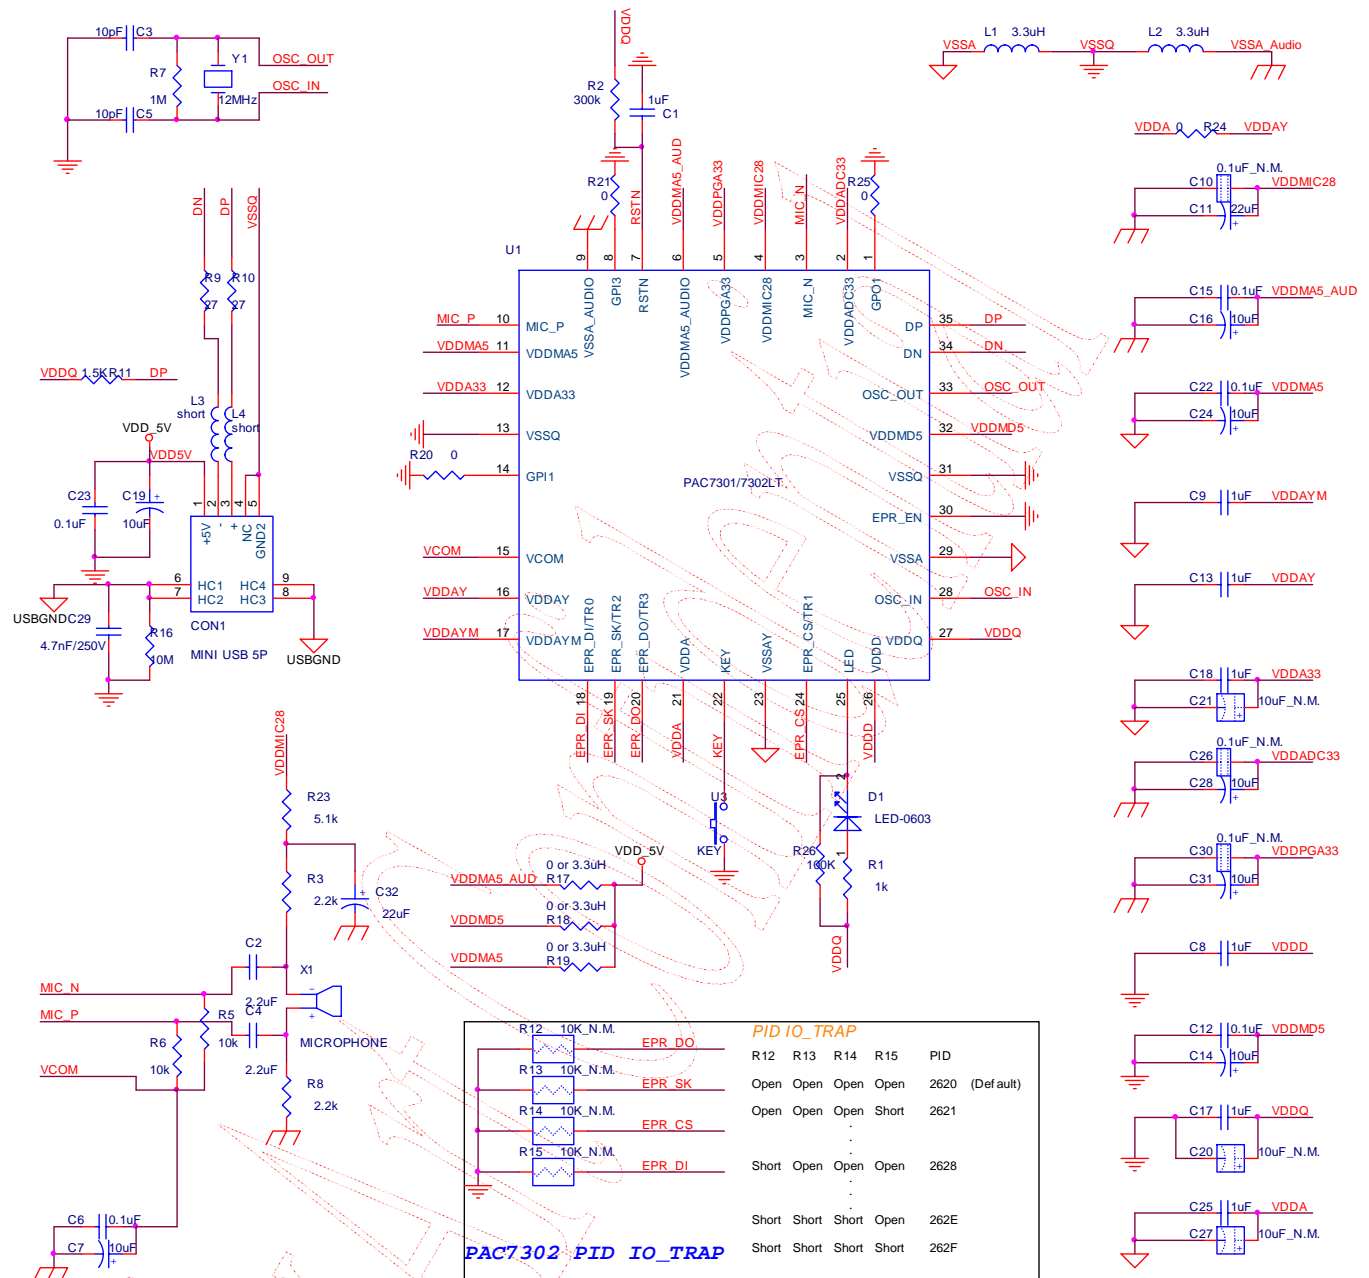 10pF C3
R7
1M
Y1
12MHz
OSC_OUT
OSC_IN
10pF C5
VDDQ
R2
300k
1uF
C1
R21
0
RSTN
VDDMA5_AUD
VDDPGA33
VDDMIC28
MIC_N
VDDADC33
R25
0
L1 3.3uH
L2 3.3uH
VSSA
VSSQ
VSSA_Audio
VDDA 0 R24 VDDAY
DN
DP
VSSQ
R9
27
R10
27
VDDQ 1.5K R11 DP
L3
short
L4
short
VDD_5V
VDD5V
C23
0.1uF
C19
10uF
1 2 3 4 5
+5V
-
+
NC
GND2
6 HC1
7 HC2
HC4 9
HC3 8
CON1
MINI USB 5P
USBGND
C29
4.7nF/250V
R16
10M
USBGND
U1
9 8 7 6 5 4 3 2 1
VSSA_AUDIO
GPI3
RSTN
VDDMA5_AUDIO
VDDPGA33
VDDMIC28
MIC_N
VDDADC33
GPO1
MIC_P 10 MIC_P
VDDMA5 11 VDDMA5
VDDA33 12 VDDA33
13 VSSQ
R20 0 14 GPI1
VCOM 15 VCOM
VDDAY 16 VDDAY
VDDAYM 17 VDDAYM
PAC7301/7302LT
DP 35 DP
DN 34 DN
OSC_OUT 33 OSC_OUT
VDDMD5 32 VDDMD5
VSSQ 31
EPR_EN 30
VSSA 29
OSC_IN 28 OSC_IN
VDDQ 27 VDDQ
EPR_DI/TR0
EPR_SK/TR2
EPR_DO/TR3
VDDA
KEY
VSSAY
EPR_CS/TR1
LED
VDDD
18 19 20 21 22 23 24 25 26
EPR_DI
EPR_SK
EPR_DO
VDDA
KEY
EPR_CS
VDDD
U3
KEY
2
D1
LED-0603
1
R26
100K
R1
1k
VDDQ
VDD_5V
VDDMA5_AUD
0 or 3.3uH
R17
VDDMD5
0 or 3.3uH
R18
VDDMA5
0 or 3.3uH
R19
VDDMIC28
R23
5.1k
R3
2.2k
C32
22uF
C2
2.2uF
X1
MICROPHONE
C4
2.2uF
R5
10k
R6
10k
R8
2.2k
MIC_N
MIC_P
VCOM
C6 0.1uF
C7 10uF
0.1uF_N.M.
C10
C11 22uF
VDDMIC28
C15 0.1uF
C16 10uF
VDDMA5_AUD
C22 0.1uF
C24 10uF
VDDMA5
C9 1uF VDDAYM
C13 1uF VDDAY
C18 1uF VDDA33
C21 10uF_N.M.
0.1uF_N.M.
C26 VDDADC33
C28 10uF
0.1uF_N.M.
C30 VDDPGA33
C31 10uF
C8 1uF VDDD
C12 0.1uF VDDMD5
C14 10uF
C17 1uF VDDQ
C20 10uF_N.M.
C25 1uF VDDA
C27 10uF_N.M.
R12 10K_N.M. EPR_DO
R13 10K_N.M. EPR_SK
R14 10K_N.M. EPR_CS
R15 10K_N.M. EPR_DI
PID IO_TRAP
R12 R13 R14 R15 PID
Open Open Open Open 2620 (Default)
Open Open Open Short 2621
.
.
.
Short Open Open Open 2628
.
.
.
Short Short Short Open 262E
Short Short Short Short 262F
PAC7302 PID IO_TRAP